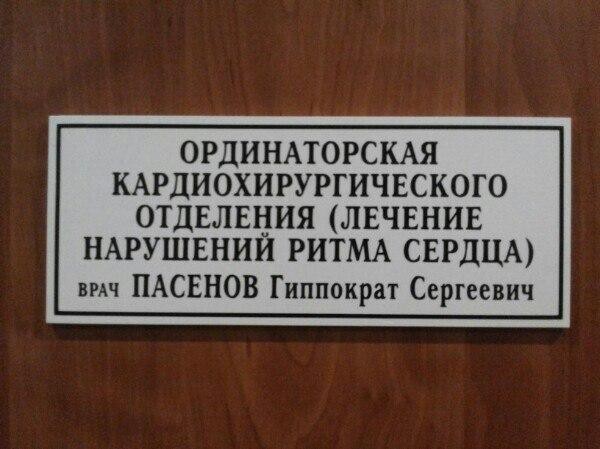 ОРДИНАТОРСКАЯ
КАРДИОХИРУРГИЧЕСКОГО
ОТДЕЛЕНИЯ (ЛЕЧЕНИЕ
НАРУШЕНИЙ РИТМА СЕРДЦА)
ВРАЧ ПАСЕНОВ Гиппократ Сергеевич